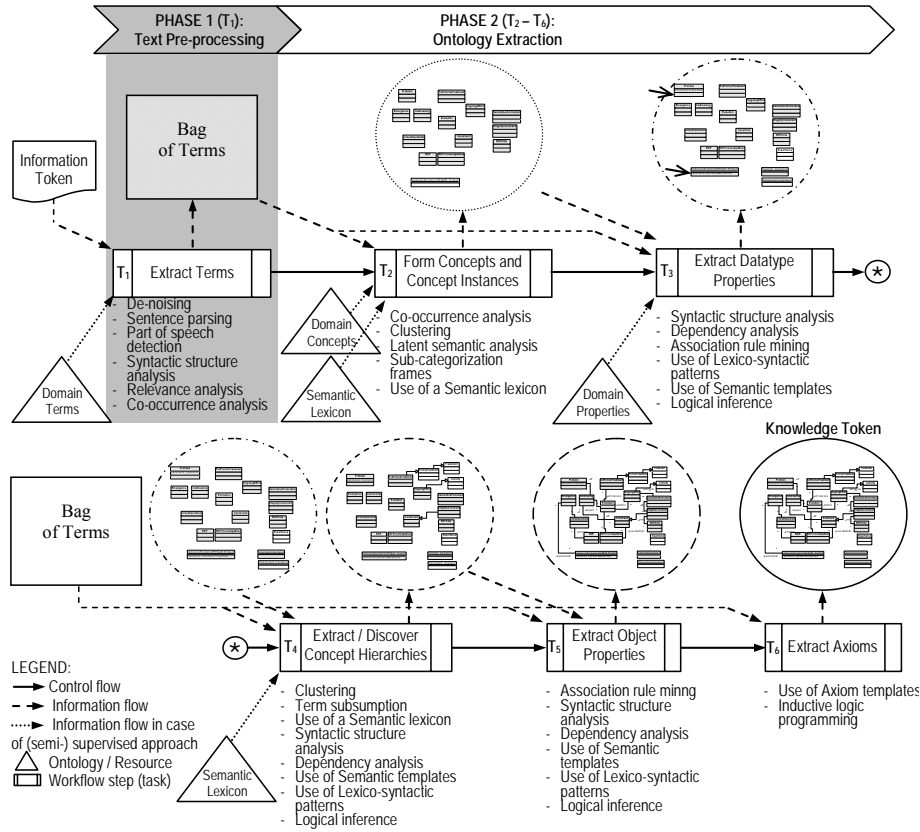 PHASE 1 (T1):
Text Pre-processing
PHASE 2 (T2 – T6):
Ontology Extraction
Information
Token
Bag
of Terms
T1
Extract Terms
- De-noising
- Sentence parsing
- Part of speech
detection
- Syntactic structure
analysis
- Relevance analysis
- Co-occurrence analysis
Domain
Terms
T2
Form Concepts and
Concept Instances
- Co-occurrence analysis
- Clustering
- Latent semantic analysis
- Sub-categorization
frames
- Use of a Semantic lexicon
Domain
Concepts
Semantic
Lexicon
T3
Extract Datatype
Properties
*
- Syntactic structure analysis
- Dependency analysis
- Association rule mining
- Use of Lexico-syntactic
patterns
- Use of Semantic templates
- Logical inference
Domain
Properties
Knowledge Token
Bag
of Terms
*
T4
Extract / Discover
Concept Hierarchies
- Clustering
- Term subsumption
- Use of a Semantic lexicon
- Syntactic structure
analysis
- Dependency analysis
- Use of Semantic templates
- Use of Lexico-syntactic
patterns
- Logical inference
Semantic
Lexicon
T5
Extract Object
Properties
- Association rule minng
- Syntactic structure
analysis
- Dependency analysis
- Use of Semantic
templates
- Use of Lexico-syntactic
patterns
- Logical inference
T6
Extract Axioms
- Use of Axiom templates
- Inductive logic
programming
LEGEND:
Control flow
Information flow
Information flow in case
of (semi-) supervised approach
Ontology / Resource
Workflow step (task)